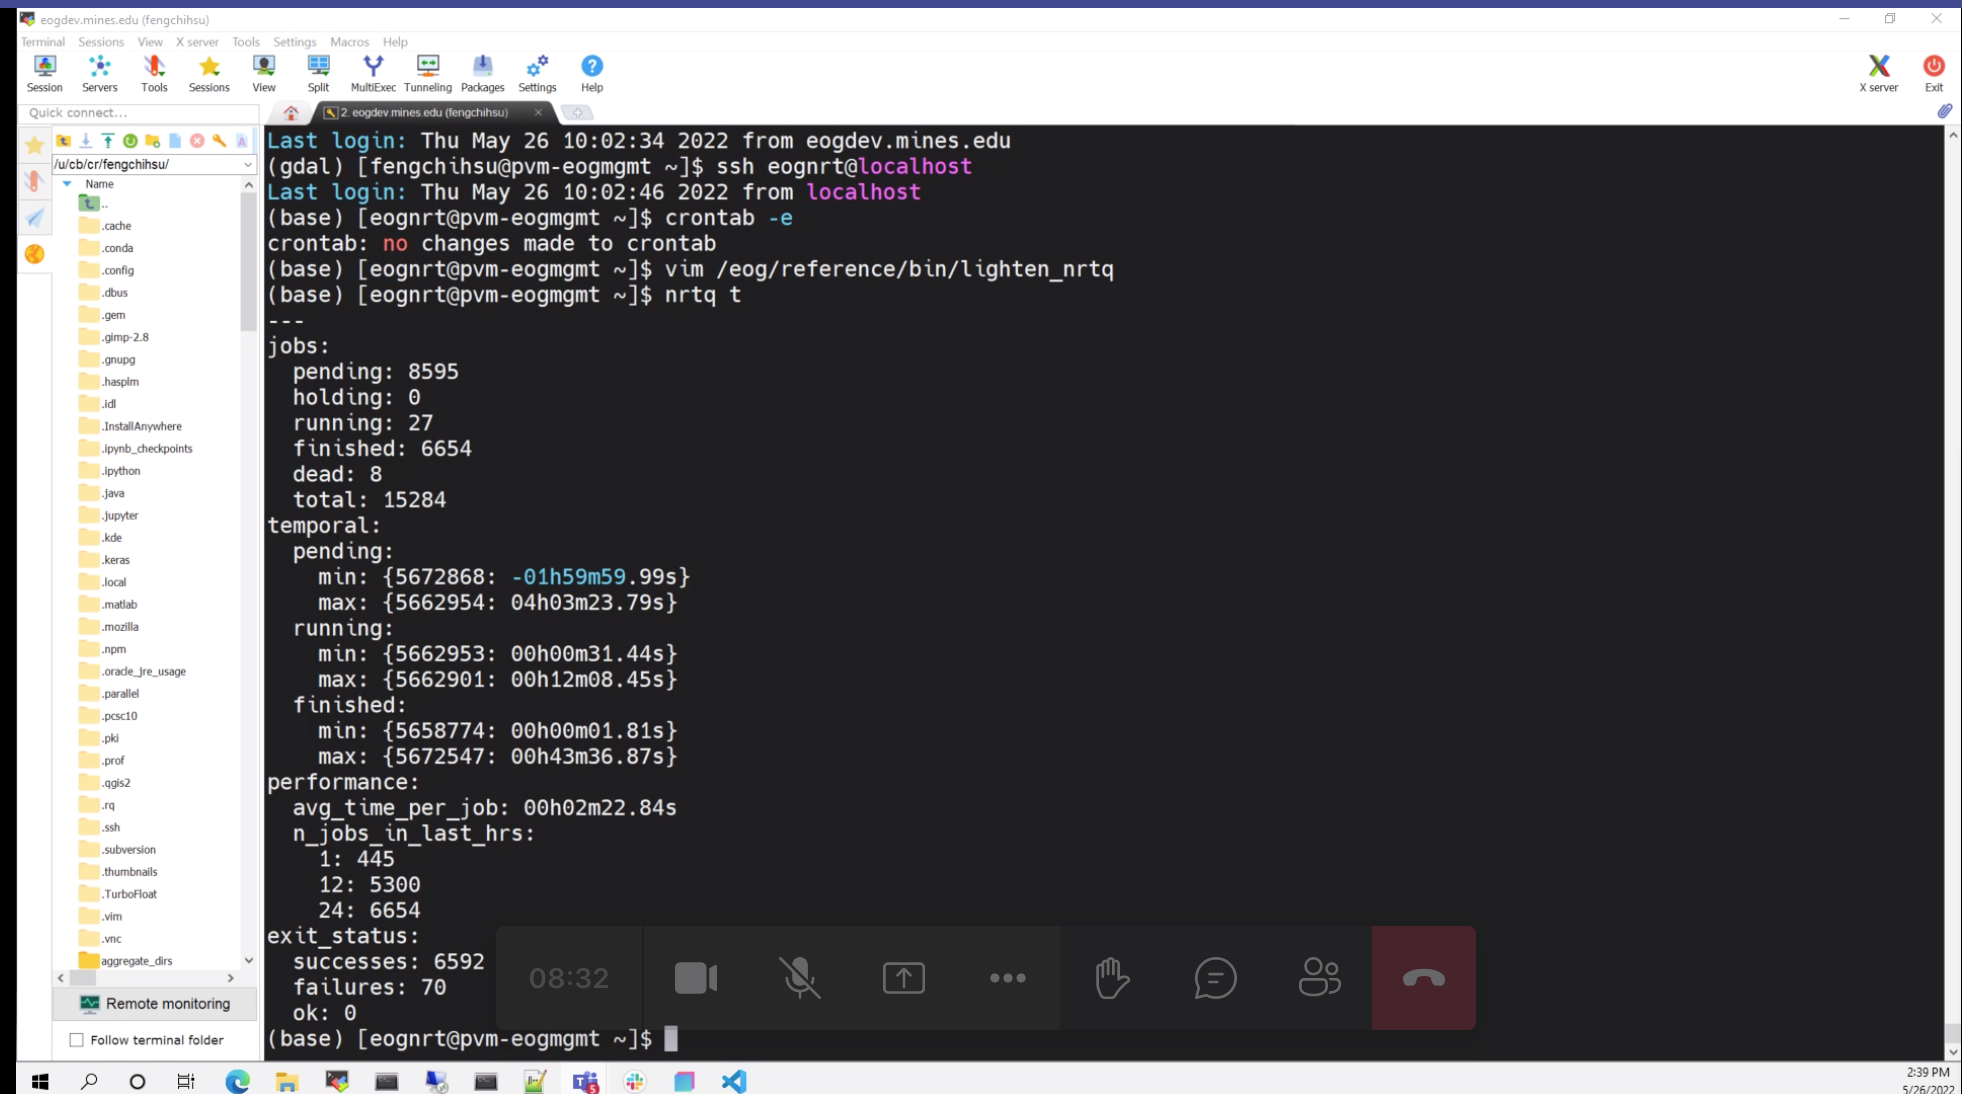 eogdev.mines.edu (fengchihsu)
Terminal Sessions View X server Tools Settings Macros Help
Session Servers Tools Sessions View Split MultiExec Tunneling Packages Settings Help X server Exit
Quick connect...
2. eogdev.mines.edu (fengchihsu)
/u/cb/cr/fengchihsu/
Name
..
.cache
.conda
.config
.dbus
.gem
.gimp-2.8
.gnupg
.hasplm
.idl
.InstallAnywhere
.ipynb_checkpoints
.ipython
.java
.jupyter
.kde
.keras
.local
.matlab
.mozilla
.npm
.oracle_jre_usage
.parallel
.pcsc10
.pki
.prof
.qgis2
.rq
.ssh
.subversion
.thumbnails
.TurboFloat
.vim
.vnc
aggregate_dirs
Remote monitoring
Follow terminal folder
Last login: Thu May 26 10:02:34 2022 from eogdev.mines.edu
(gdal) [fengchihsu@pvm-eogmgmt ~]$ ssh eognrt@localhost
Last login: Thu May 26 10:02:46 2022 from localhost
(base) [eognrt@pvm-eogmgmt ~]$ crontab -e
crontab: no changes made to crontab
(base) [eognrt@pvm-eogmgmt ~]$ vim /eog/reference/bin/lighten_nrtq
(base) [eognrt@pvm-eogmgmt ~]$ nrtq t
---
jobs:
pending: 8595
holding: 0
running: 27
finished: 6654
dead: 8
total: 15284
temporal:
pending:
min: {5672868: -01h59m59.99s}
max: {5662954: 04h03m23.79s}
running:
min: {5662953: 00h00m31.44s}
max: {5662901: 00h12m08.45s}
finished:
min: {5658774: 00h00m01.81s}
max: {5672547: 00h43m36.87s}
performance:
avg_time_per_job: 00h02m22.84s
n_jobs_in_last_hrs:
1: 445
12: 5300
24: 6654
exit_status:
successes: 6592
failures: 70
ok: 0
(base) [eognrt@pvm-eogmgmt ~]$
08:32
2:39 PM
5/26/2022